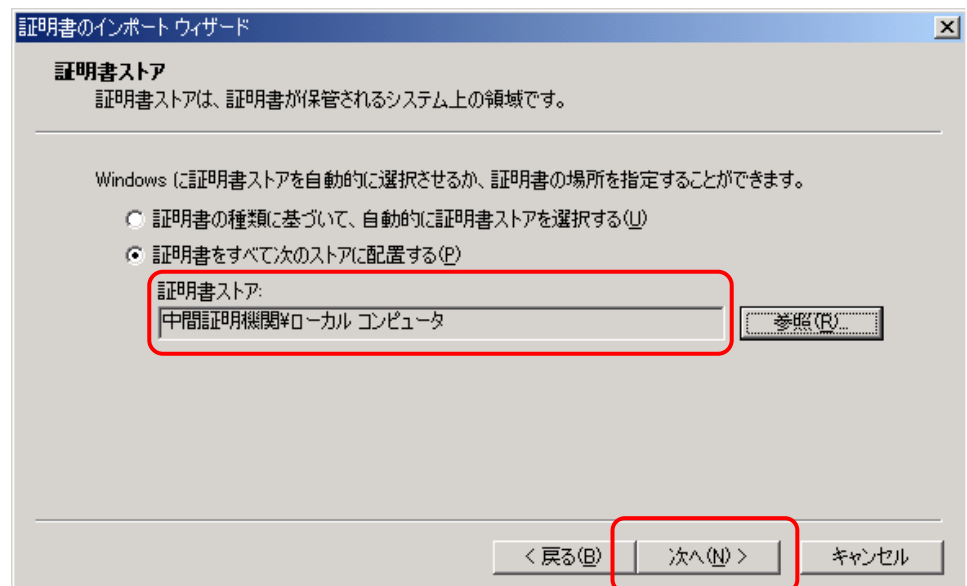 証明書のインポート ウィザード
証明書ストア
証明書ストアは、証明書が保管されるシステム上の領域です。
Windows に証明書ストアを自動的に選択させるか、証明書の場所を指定することができます。
証明書の種類に基づいて、自動的に証明書ストアを選択する(U)
証明書をすべて次のストアに配置する(P)
証明書ストア:
中間証明機関¥ローカル コンピュータ
参照(R)...
< 戻る(B)
次へ(N) >
キャンセル